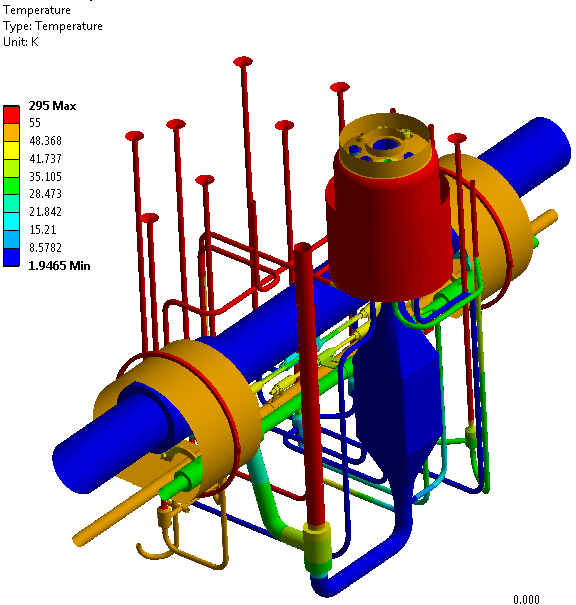 Temperature
Type: Temperature
Unit: K
295 Max
55
48.368
41.737
35.105
28.473
21.842
15.21
8.5782
1.9465 Min
0.000